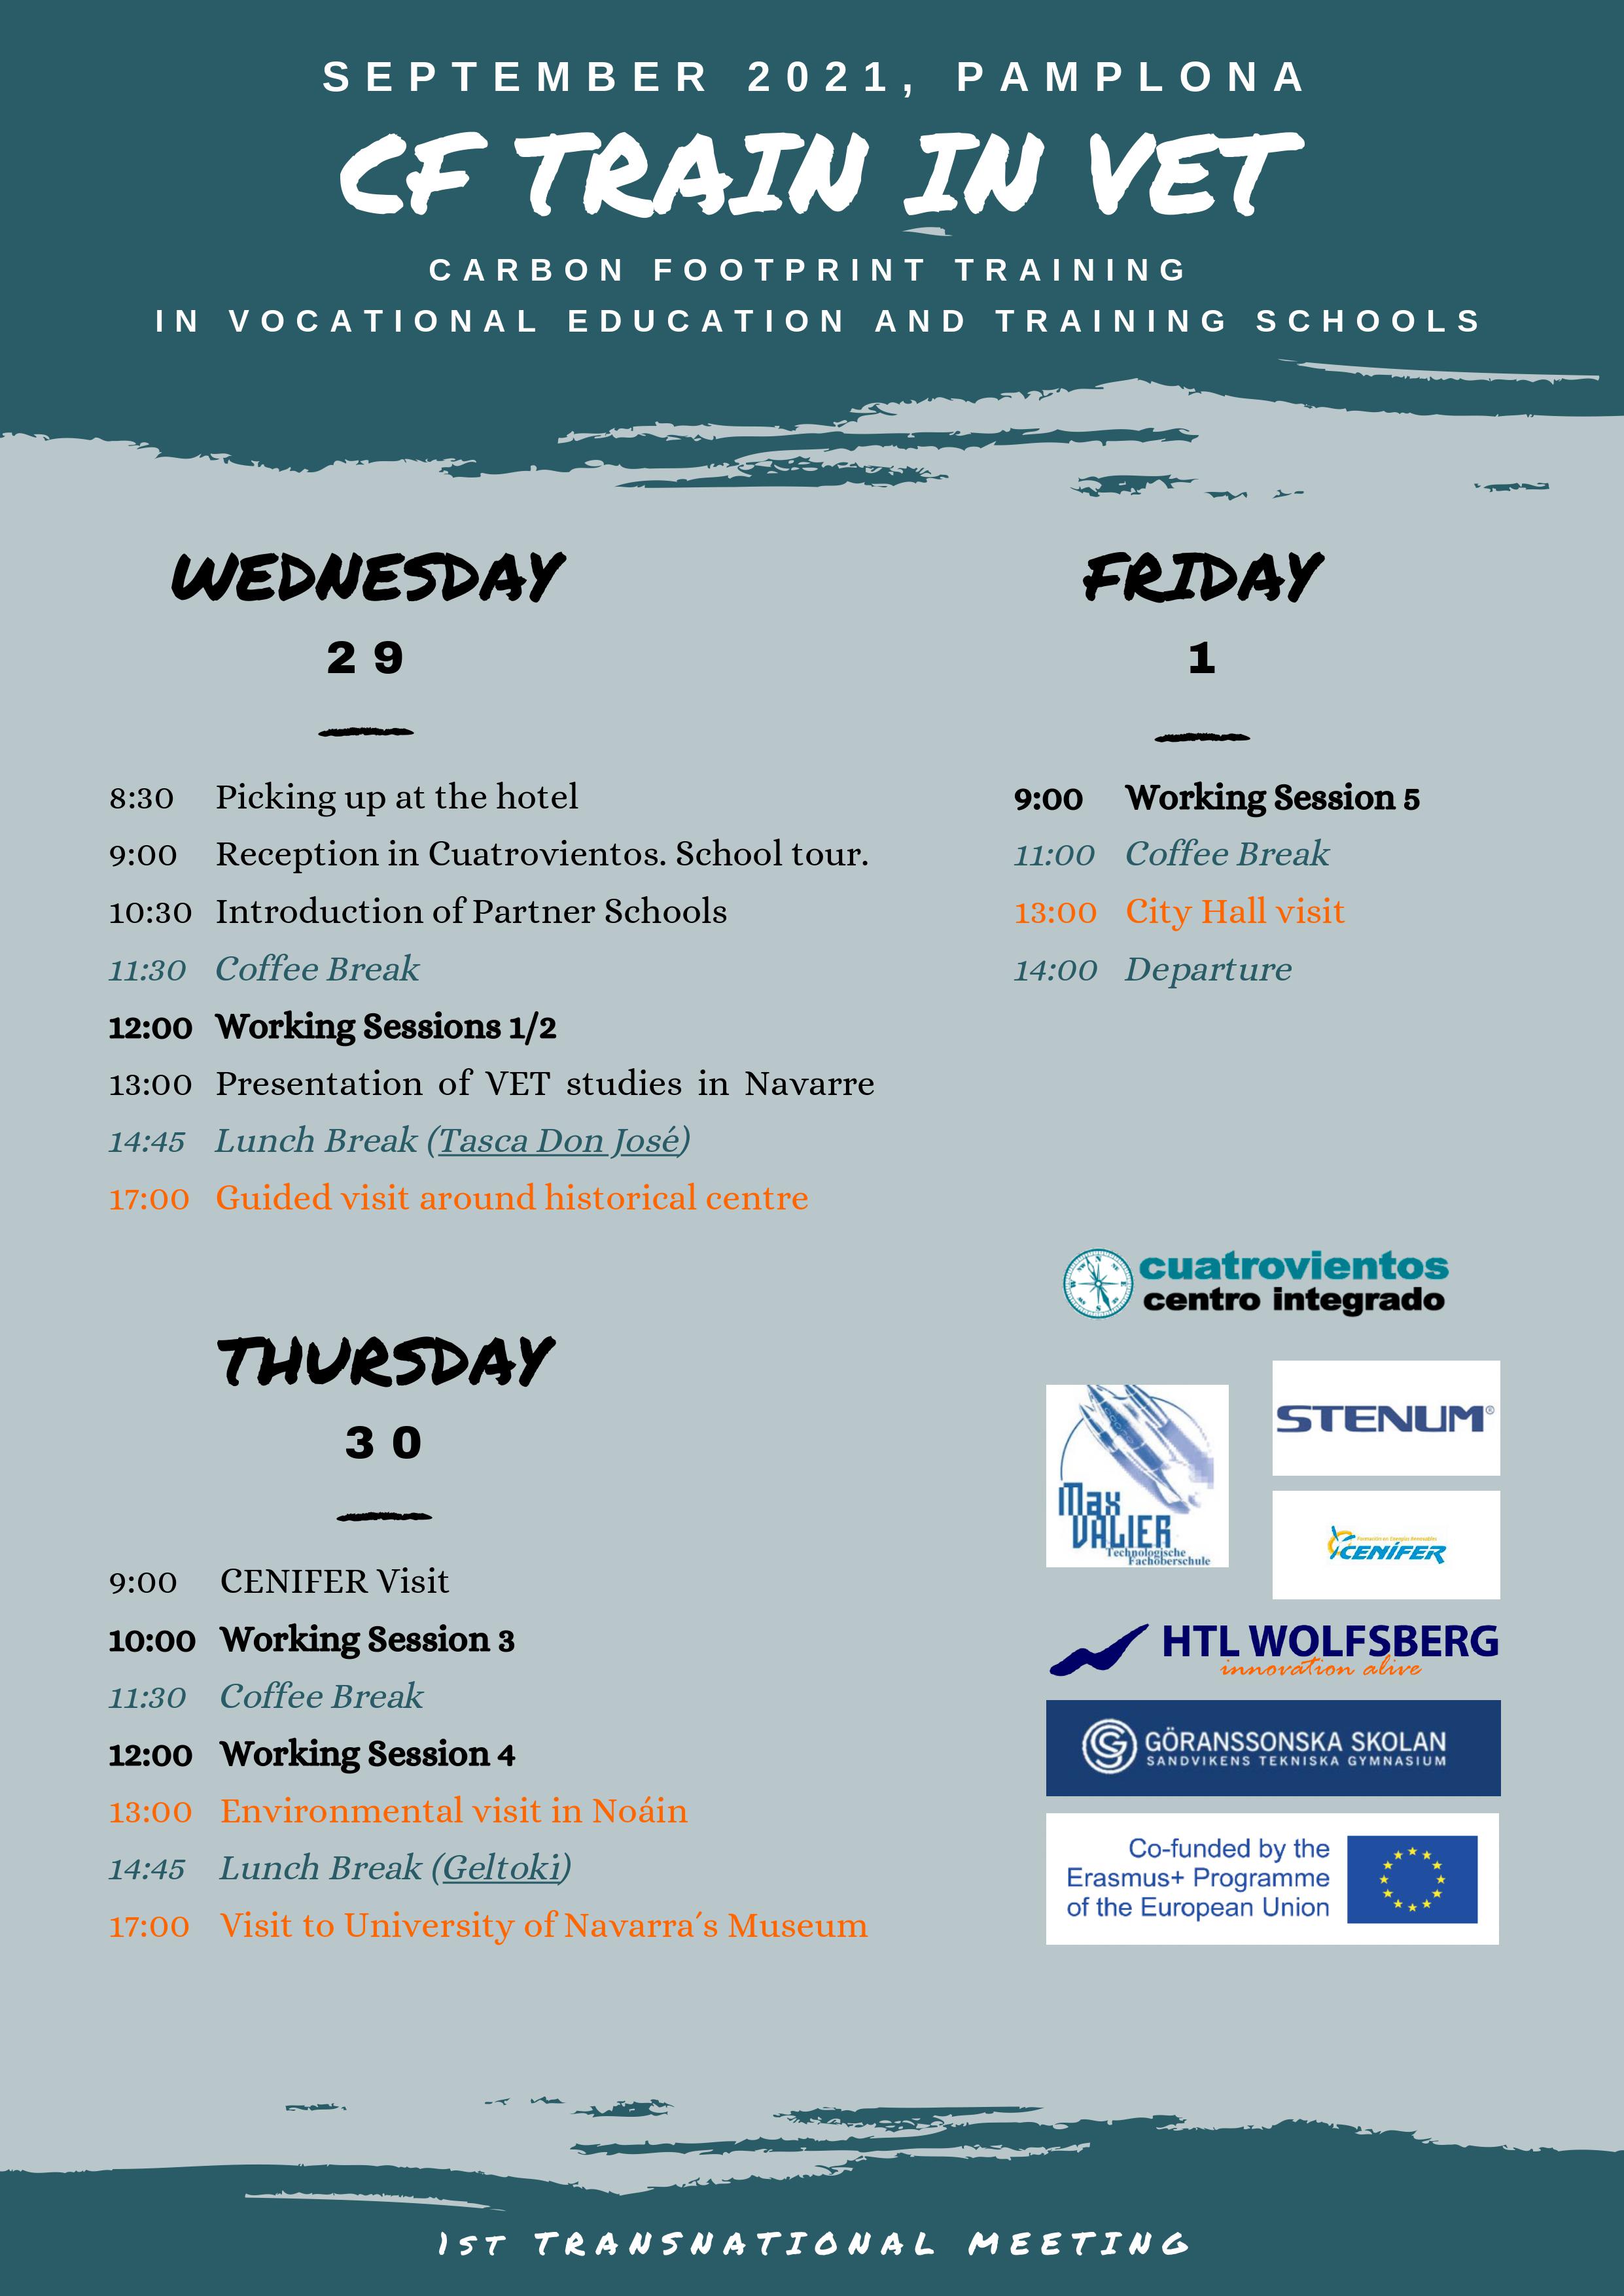 SEPTEMBER 2021, PAMPLONA
CF TRAIN IN VET
CARBON FOOTPRINT TRAINING
IN VOCATIONAL EDUCATION AND TRAINING SCHOOLS
WEDNESDAY
29
8:30 Picking up at the hotel
9:00 Reception in Cuatrovientos. School tour.
10:30 Introduction of Partner Schools
11:30 Coffee Break
12:00 Working Sessions 1/2
13:00 Presentation of VET studies in Navarre
14:45 Lunch Break (Tasca Don José)
17:00 Guided visit around historical centre
THURSDAY
30
9:00 CENIFER Visit
10:00 Working Session 3
11:30 Coffee Break
12:00 Working Session 4
13:00 Environmental visit in Noáin
14:45 Lunch Break (Geltoki)
17:00 Visit to University of Navarra´s Museum
FRIDAY
1
9:00 Working Session 5
11:00 Coffee Break
13:00 City Hall visit
14:00 Departure
cuatrovientos
centro integrado
Max
VALIER
Technologische
Fachoberschule
STENUM®
CENÍFER
HTL WOLFSBERG
innovation alive
GÖRANSSONSKA SKOLAN
SANDVIKENS TEKNISKA GYMNASIUM
Co-funded by the
Erasmus+ Programme
of the European Union
1ST TRANSNATIONAL MEETING